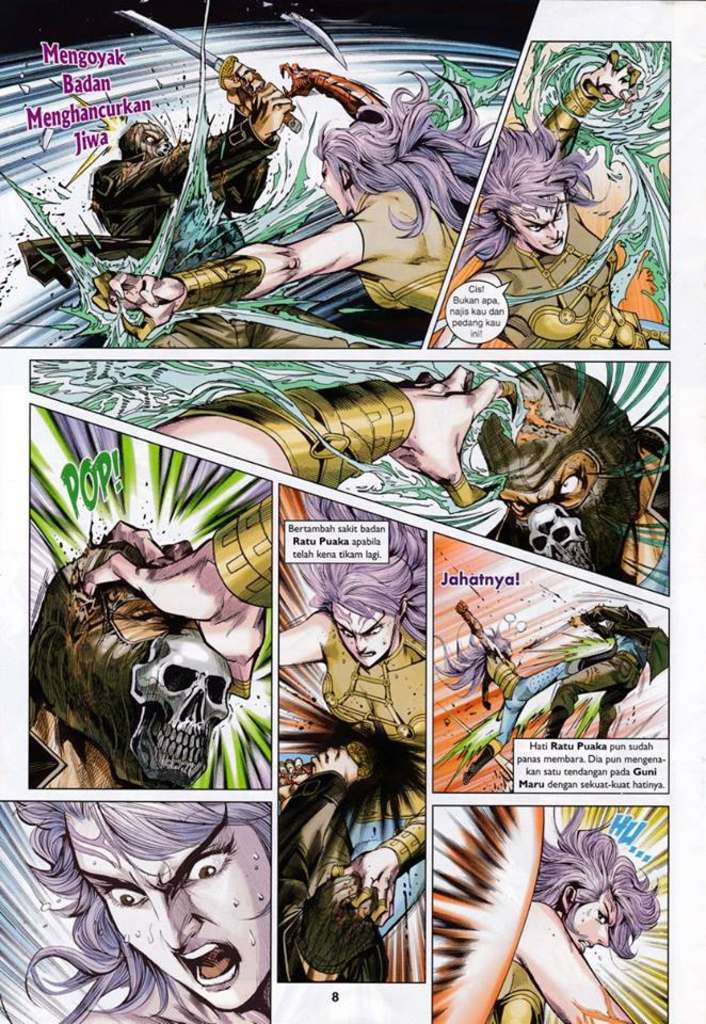 Mengoyak
Badan
Menghancurkan
Jiwa
Cis!
Bukan apa,
najis kau dan
pedang kau
ini!
POP!
Bertambah sakit badan
Ratu Puaka apabila
telah kena tikam lagi.
Jahatnya!
Hati Ratu Puaka pun sudah
panas membara. Dia pun mengena-
kan satu tendangan pada Guni
Maru dengan sekuat-kuat hatinya.
HU...
8